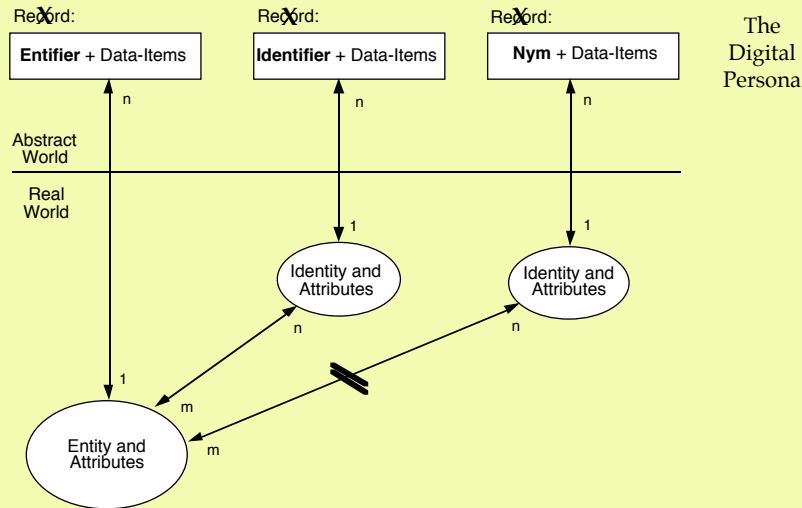 Record:
Record:
Record:
X
X
X
The
Digital
Persona
Entifier + Data-Items
Identifier + Data-Items
Nym + Data-Items
n
n
n
Abstract
World
Real
World
1
1
Identity and
Attributes
Identity and
Attributes
n
n
1
m
m
Entity and
Attributes